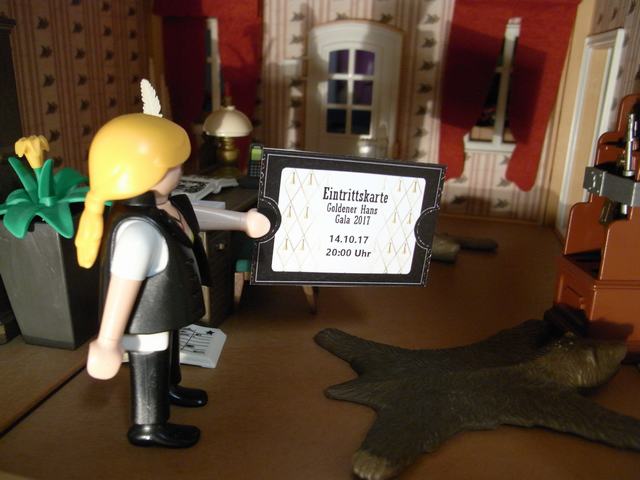 Eintrittskarte
Goldener Hans
Gala 2017
14.10.17
20:00 Uhr